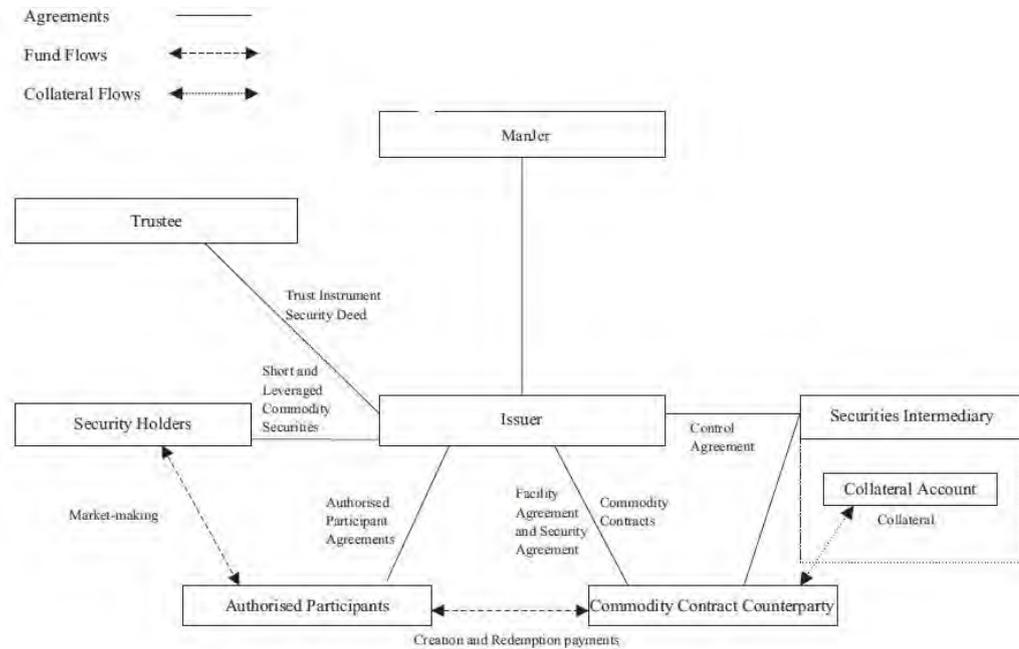 Agreements
Fund Flows
Collateral Flows
ManJer
Trustee
Trust Instrument
Security Deed
Short and
Leveraged
Commodity
Securities
Security Holders
Issuer
Securities Intermediary
Control
Agreement
Collateral Account
Collateral
Market-making
Authorised
Participant
Agreements
Facility
Agreement
and Security
Agreement
Commodity
Contracts
Authorised Participants
Commodity Contract Counterparty
Creation and Redemption payments